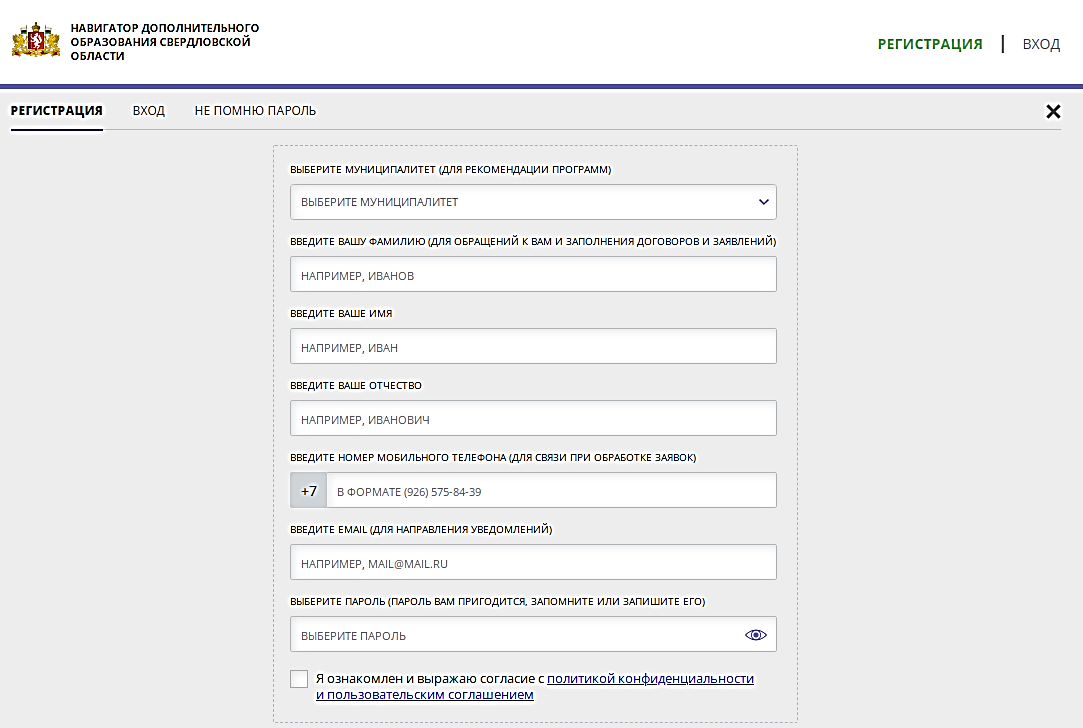 НАВИГАТОР ДОПОЛНИТЕЛЬНОГО
ОБРАЗОВАНИЯ СВЕРДЛОВСКОЙ
ОБЛАСТИ
РЕГИСТРАЦИЯ | ВХОД
РЕГИСТРАЦИЯ ВХОД НЕ ПОМНЮ ПАРОЛЬ
ВЫБЕРИТЕ МУНИЦИПАЛИТЕТ (ДЛЯ РЕКОМЕНДАЦИИ ПРОГРАММ)
ВЫБЕРИТЕ МУНИЦИПАЛИТЕТ
ВВЕДИТЕ ВАШУ ФАМИЛИЮ (ДЛЯ ОБРАЩЕНИЙ К ВАМ И ЗАПОЛНЕНИЯ ДОГОВОРОВ И ЗАЯВЛЕНИЙ)
НАПРИМЕР, ИВАНОВ
ВВЕДИТЕ ВАШЕ ИМЯ
НАПРИМЕР, ИВАН
ВВЕДИТЕ ВАШЕ ОТЧЕСТВО
НАПРИМЕР, ИВАНОВИЧ
ВВЕДИТЕ НОМЕР МОБИЛЬНОГО ТЕЛЕФОНА (ДЛЯ СВЯЗИ ПРИ ОБРАБОТКЕ ЗАЯВОК)
+7 В ФОРМАТЕ (926) 575-84-39
ВВЕДИТЕ EMAIL (ДЛЯ НАПРАВЛЕНИЯ УВЕДОМЛЕНИЙ)
НАПРИМЕР, MAIL@MAIL.RU
ВЫБЕРИТЕ ПАРОЛЬ (ПАРОЛЬ ВАМ ПРИГОДИТСЯ, ЗАПОМНИТЕ ИЛИ ЗАПИШИТЕ ЕГО)
ВЫБЕРИТЕ ПАРОЛЬ
Я ознакомлен и выражаю согласие с политикой конфиденциальности
и пользовательским соглашением